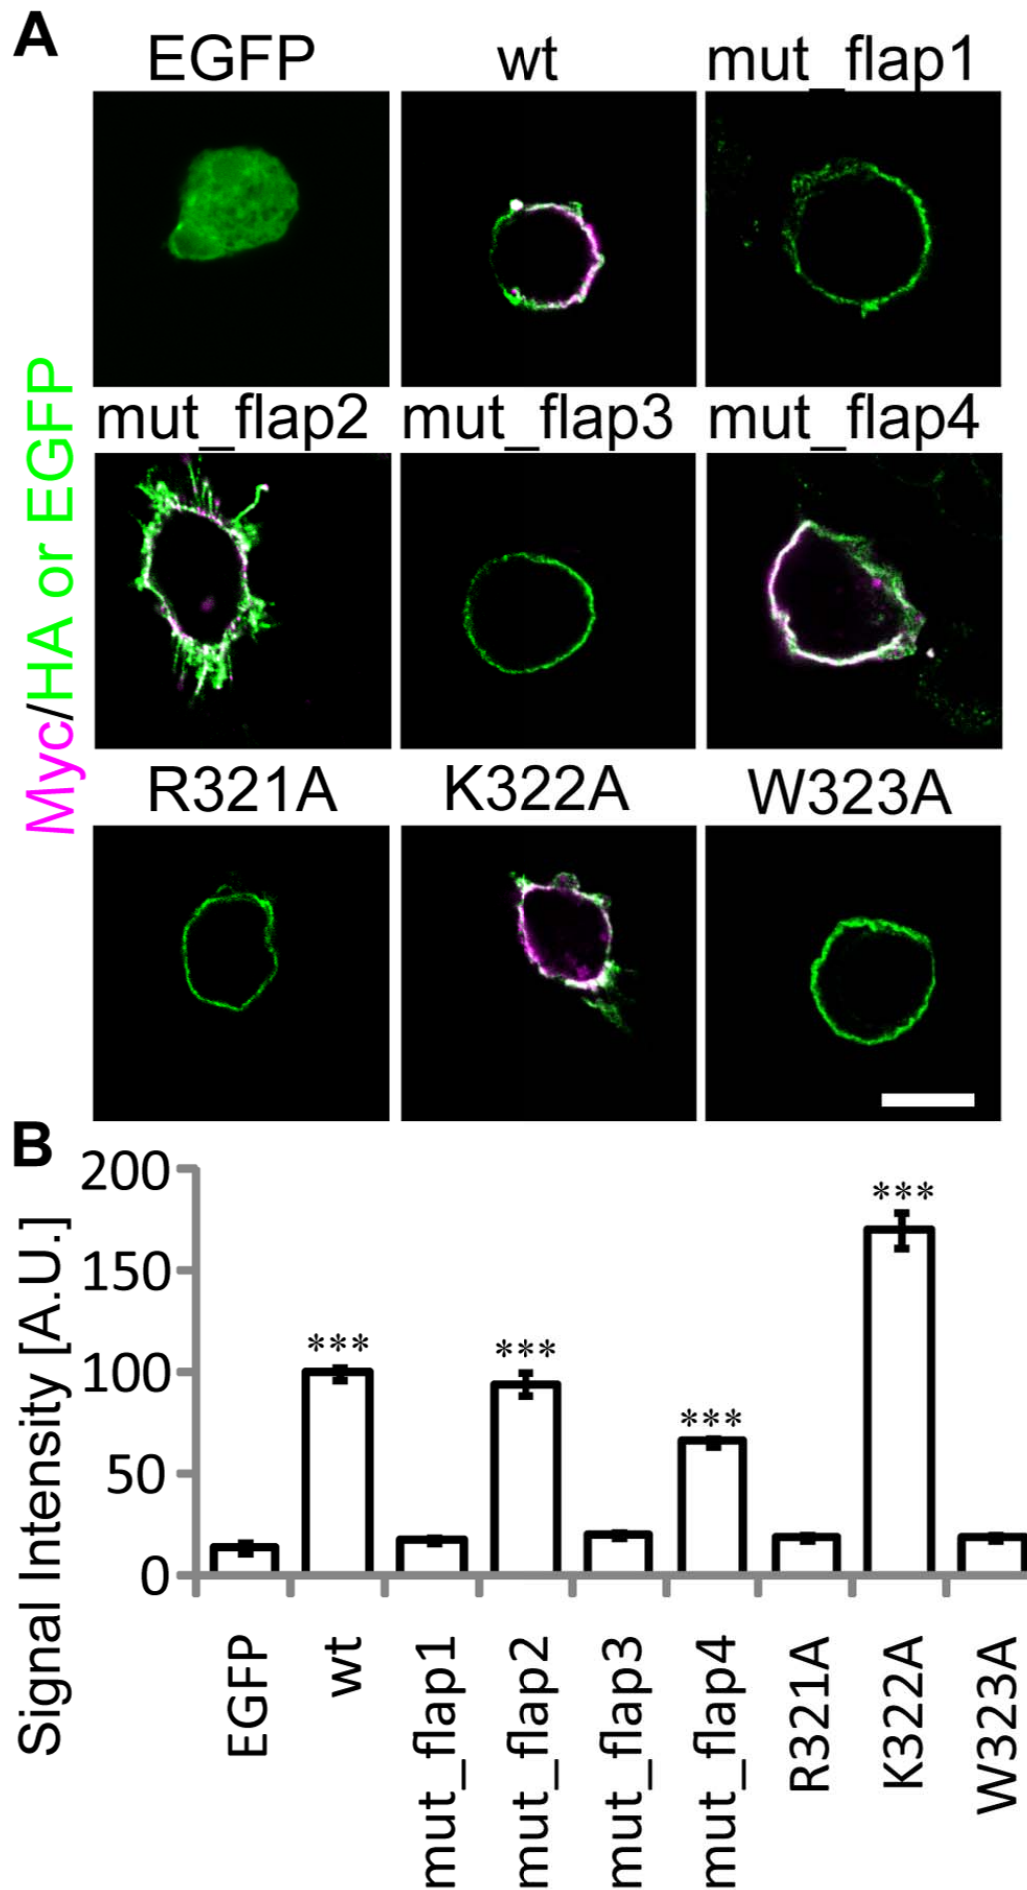 A
EGFP
wt
mut_flap1
mut_flap2
mut_flap3
mut_flap4
R321A
K322A
W323A
Myc/HA or EGFP
B
Signal Intensity [A.U.]
200
150
100
50
0
***
***
***
***
EGFP
wt
mut_flap1
mut_flap2
mut_flap3
mut_flap4
R321A
K322A
W323A